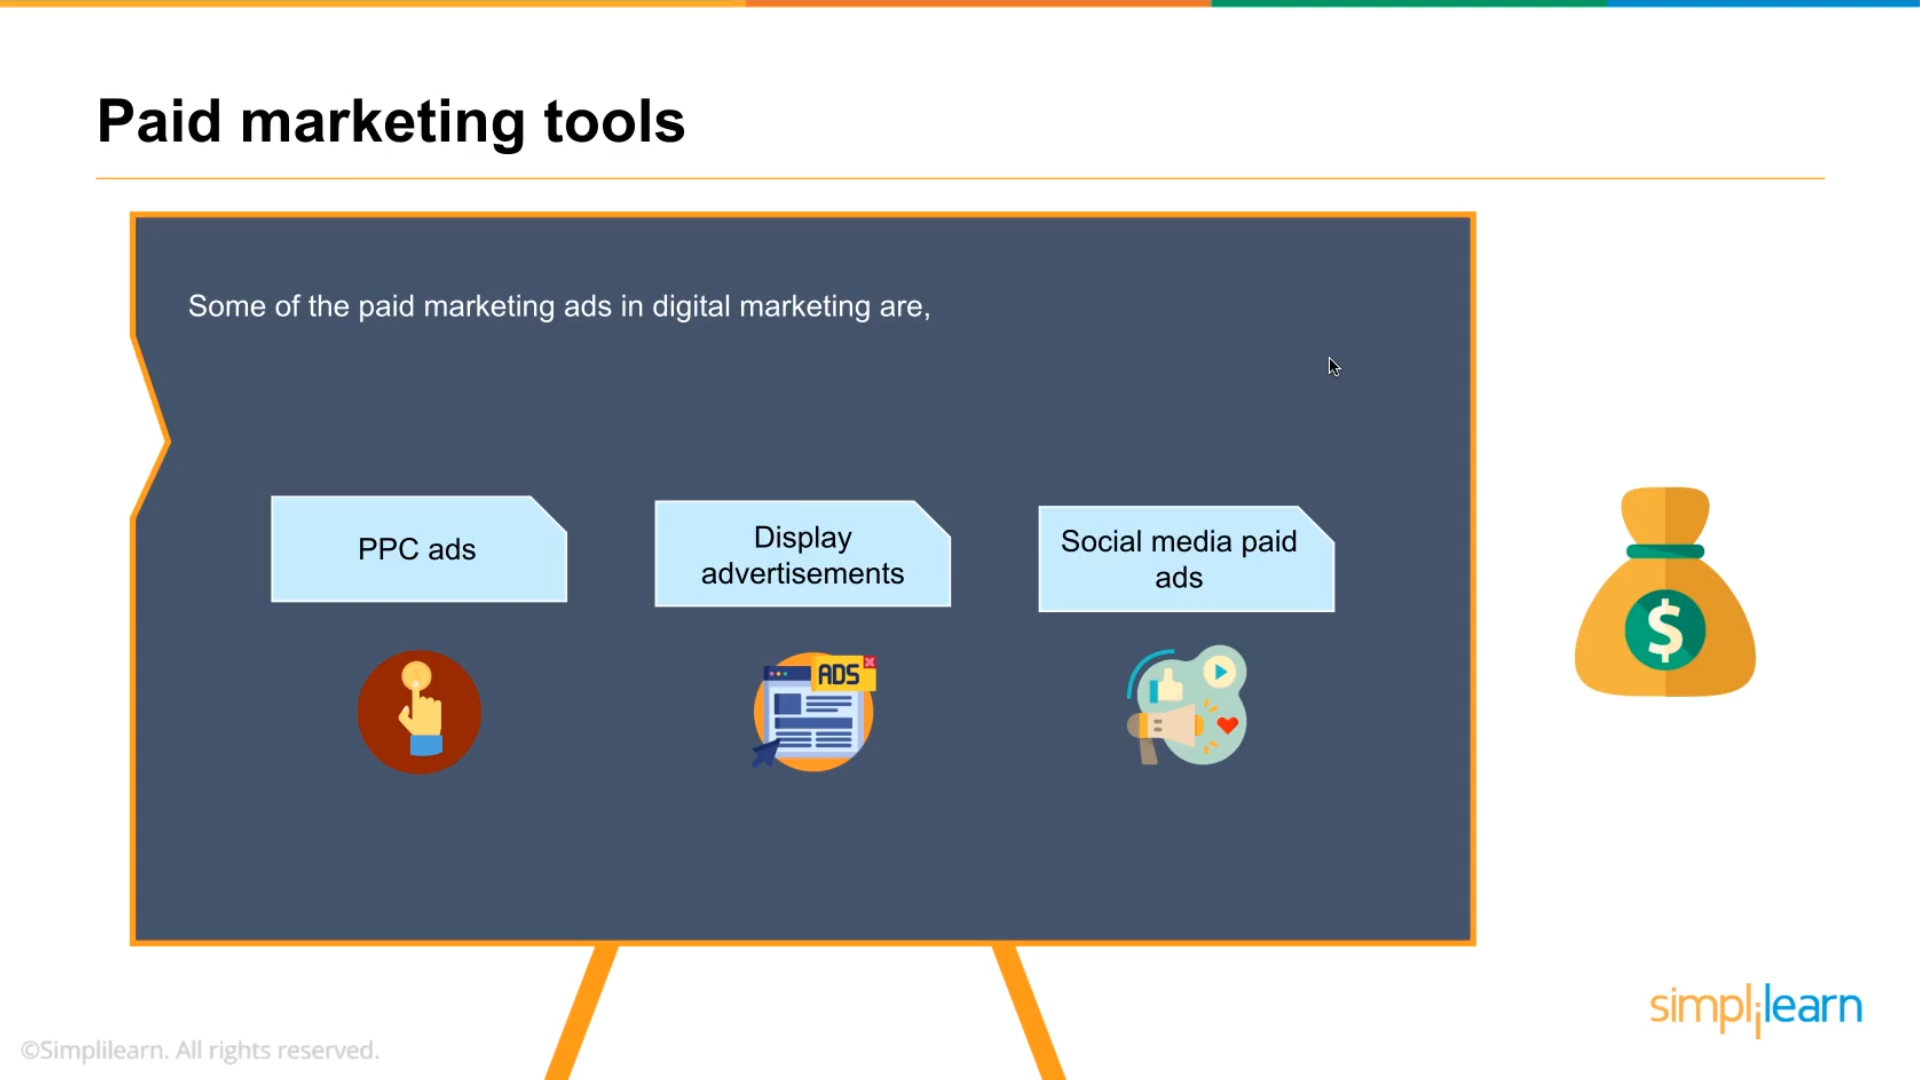 Paid marketing tools
Some of the paid marketing ads in digital marketing are,
PPC ads
Display
advertisements
Social media paid
ads
ADS
$
simplilearn
©Simplilearn. All rights reserved.